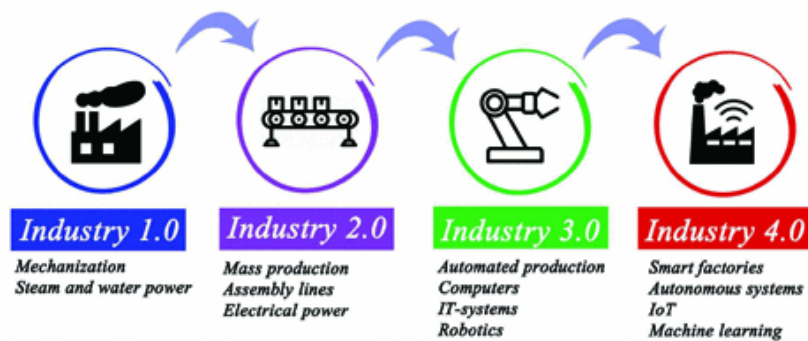 Industry 1.0
Mechanization
Steam and water power
Industry 2.0
Mass production
Assembly lines
Electrical power
Industry 3.0
Automated production
Computers
IT-systems
Robotics
Industry 4.0
Smart factories
Autonomous systems
IoT
Machine learning